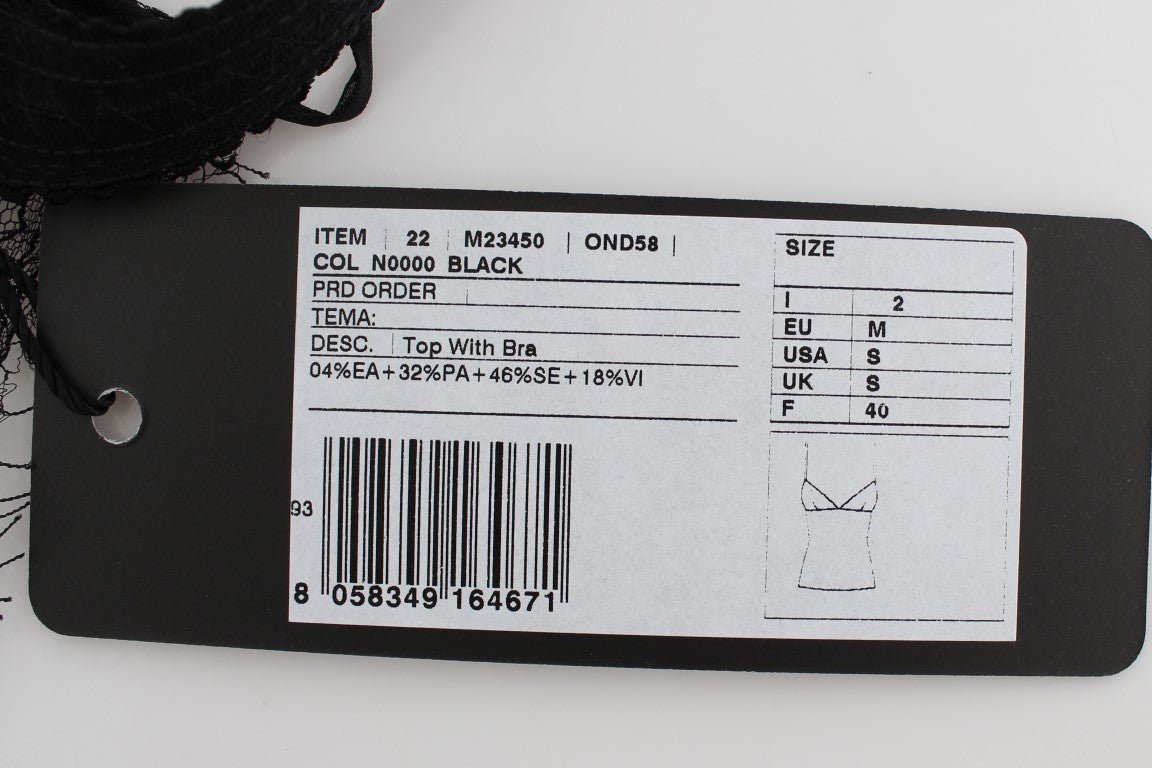 ITEM | 22 | M23450 | OND58 |
COL N0000 BLACK
PRD ORDER
TEMA:
DESC. | Top With Bra
04%EA+32%PA+46%SE+18%VI
SIZE
I 2
EU M
USA S
UK S
F 40
93
8 058349 164671